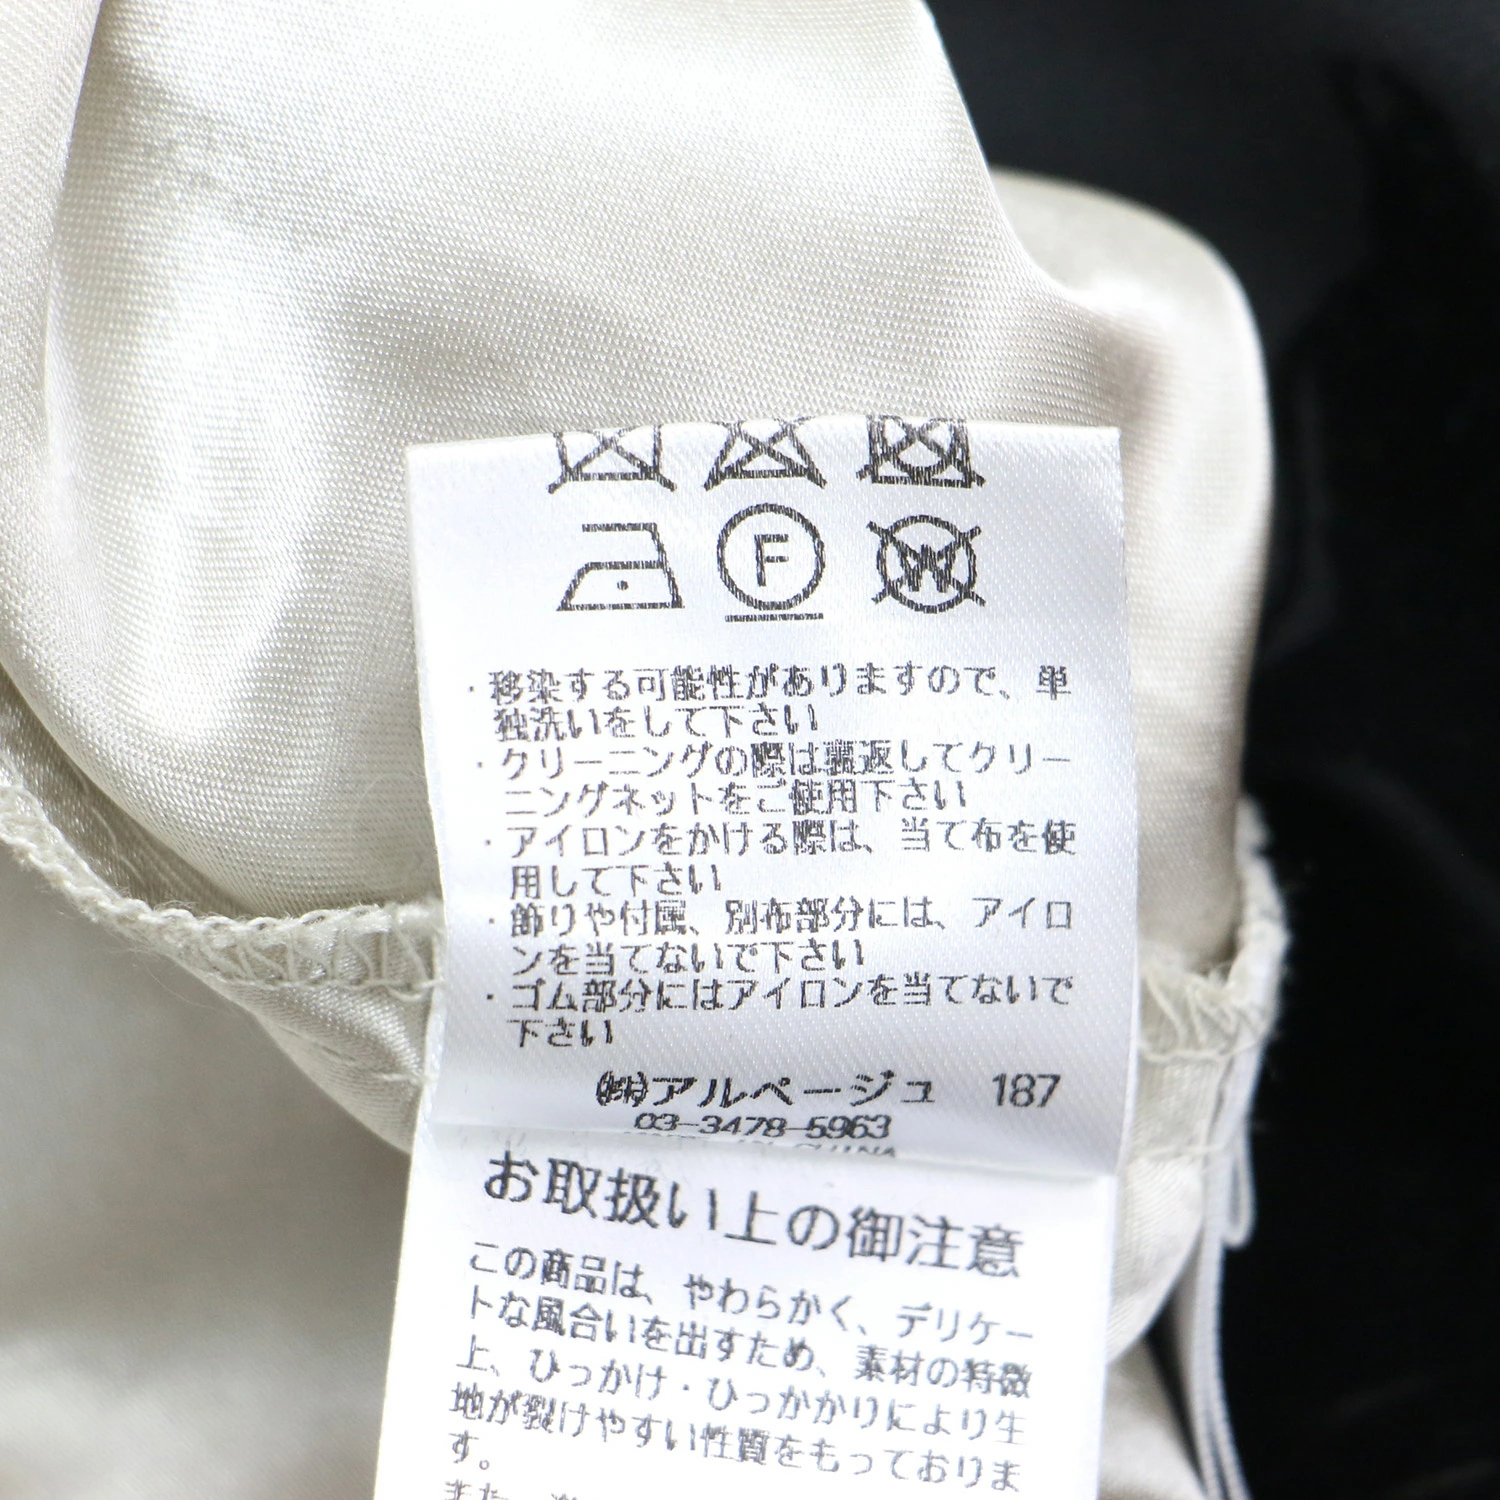 F
W
・移染する可能性がありますので、単
独洗いをして下さい
・クリーニングの際は裏返してクリー
ニングネットをご使用下さい
・アイロンをかける際は、当て布を使
用して下さい
・飾りや付属、別布部分には、アイロ
ンを当てないで下さい
・ゴム部分にはアイロンを当てないで
下さい
㈱アルページュ 187
03-3478-5963
お取扱い上の御注意
この商品は、やわらかく、デリケー
トな風合いを出すため、素材の特徴
上、ひっかけ・ひっかかりにより生
地が裂けやすい性質をもっておりま
す。